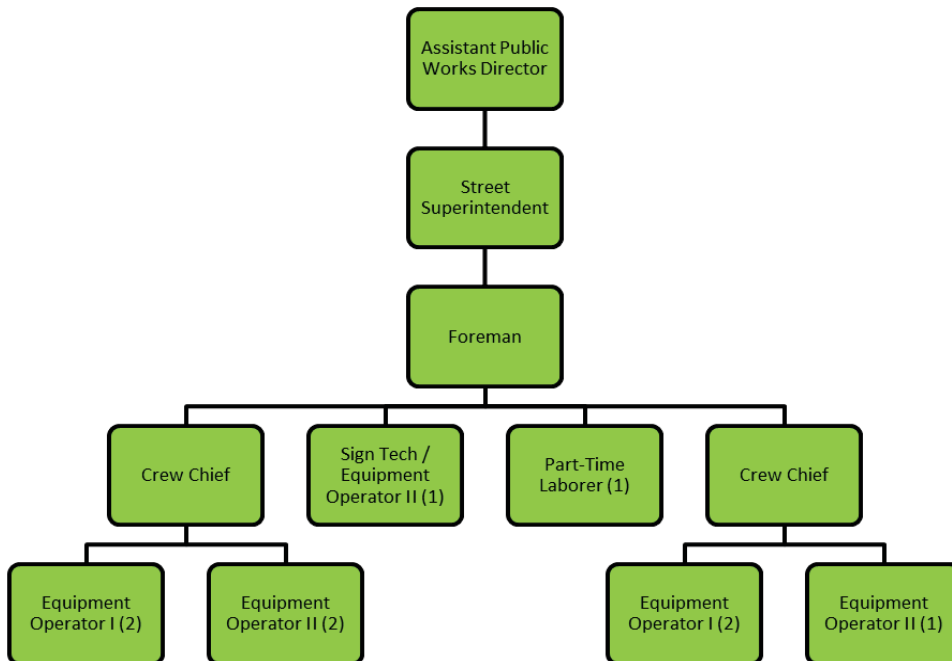 Assistant Public
Works Director
Street
Superintendent
Foreman
Crew Chief
Sign Tech /
Equipment
Operator II (1)
Part-Time
Laborer (1)
Crew Chief
Equipment
Operator I (2)
Equipment
Operator II (2)
Equipment
Operator I (2)
Equipment
Operator II (1)